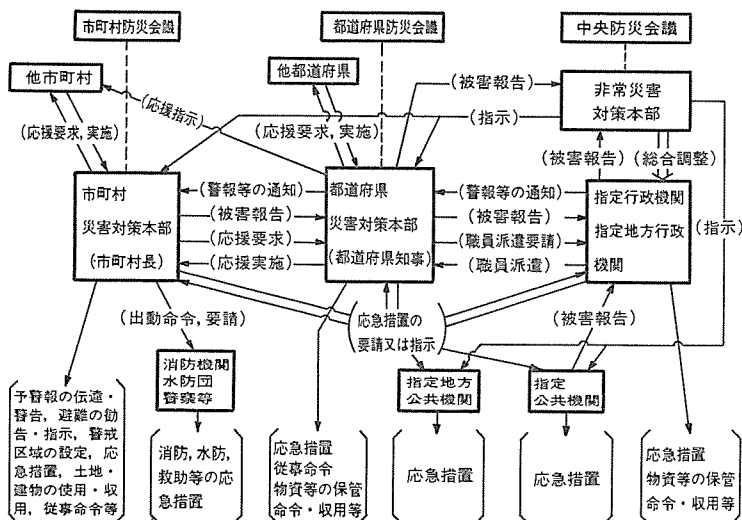 市町村防災会議
都道府県防災会議
中央防災会議
他市町村
他都道府県
非常災害
対策本部
(応援要求,実施)
(応援指示)
(応援要求,実施)
(被害報告)
(指示)
(被害報告)
(総合調整)
(指示)
市町村
災害対策本部
(市町村長)
(警報等の通知)
(被害報告)
(応援要求)
(応援実施)
都道府県
災害対策本部
(都道府県知事)
(警報等の通知)
(被害報告)
(職員派遣要請)
(職員派遣)
指定行政機関
指定地方行政
機関
(出動命令,要請)
(応急措置の
要請又は指示)
(被害報告)
消防機関
水防団
警察等
指定地方
公共機関
指定
公共機関
予警報の伝達・
警告,避難の勧
告・指示,警戒
区域の設定,応
急措置,土地・
建物の使用・収
用,従事命令等
消防,水防,
救助等の応
急措置
応急措置
従事命令
物資等の保管
命令・収用等
応急措置
応急措置
応急措置
物資等の保管
命令・収用等